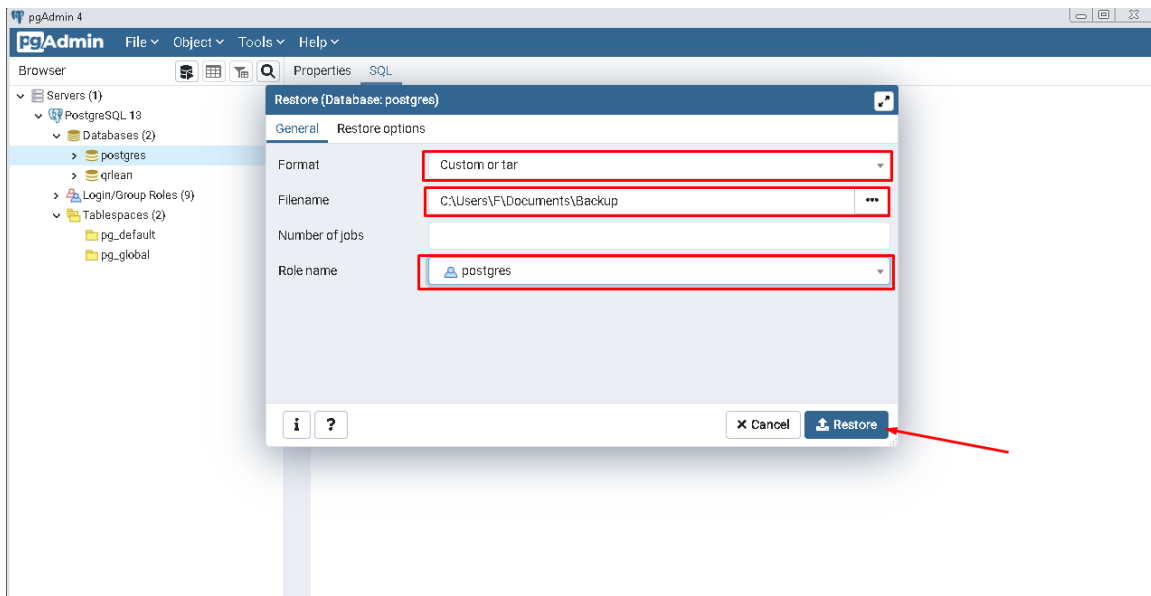 pgAdmin 4
pgAdmin File Object Tools Help
Browser Properties SQL
Servers (1)
PostgreSQL 13
Databases (2)
postgres
qrlean
Login/Group Roles (9)
Tablespaces (2)
pg_default
pg_global
Restore (Database: postgres)
General Restore options
Format Custom or tar
Filename C:\Users\F\Documents\Backup
Number of jobs
Role name postgres
i ? Cancel Restore